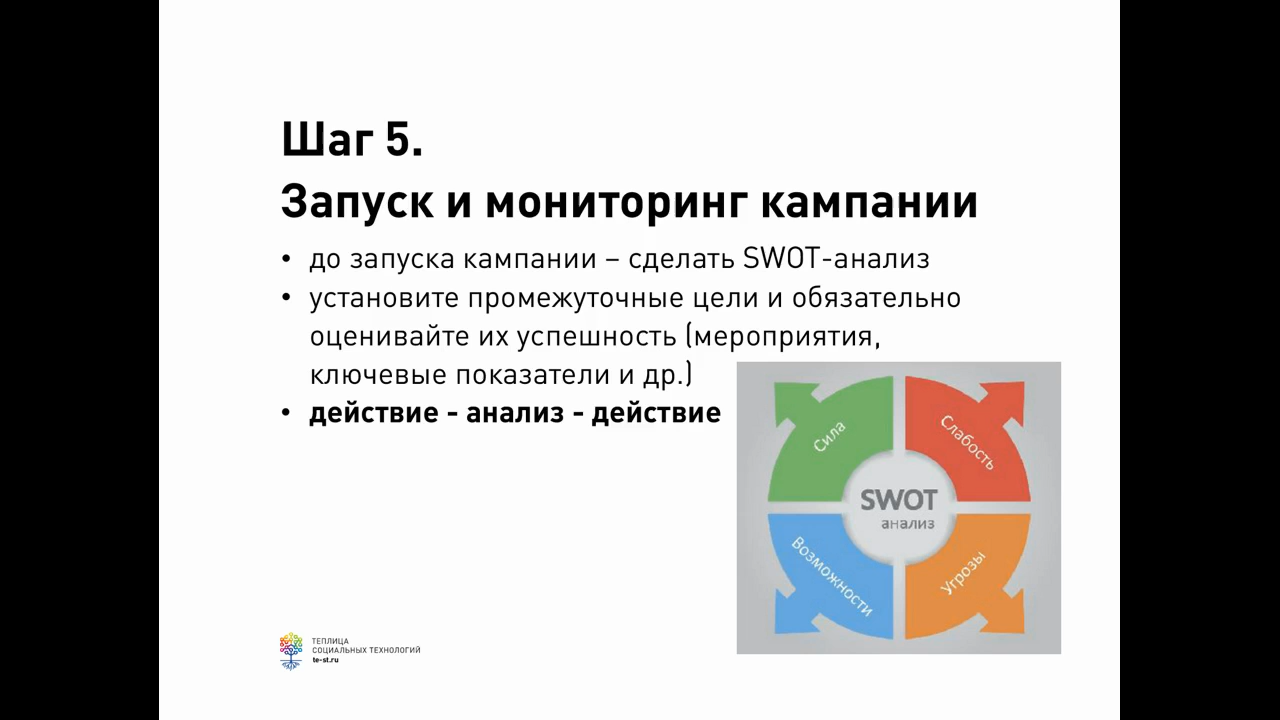 Шаг 5.
Запуск и мониторинг кампании
• до запуска кампании – сделать SWOT-анализ
• установите промежуточные цели и обязательно
оценивайте их успешность (мероприятия,
ключевые показатели и др.)
• действие - анализ - действие
Сила
Слабость
SWOT
анализ
Возможности
Угрозы
ТЕПЛИЦА
СОЦИАЛЬНЫХ ТЕХНОЛОГИЙ
te-st.ru